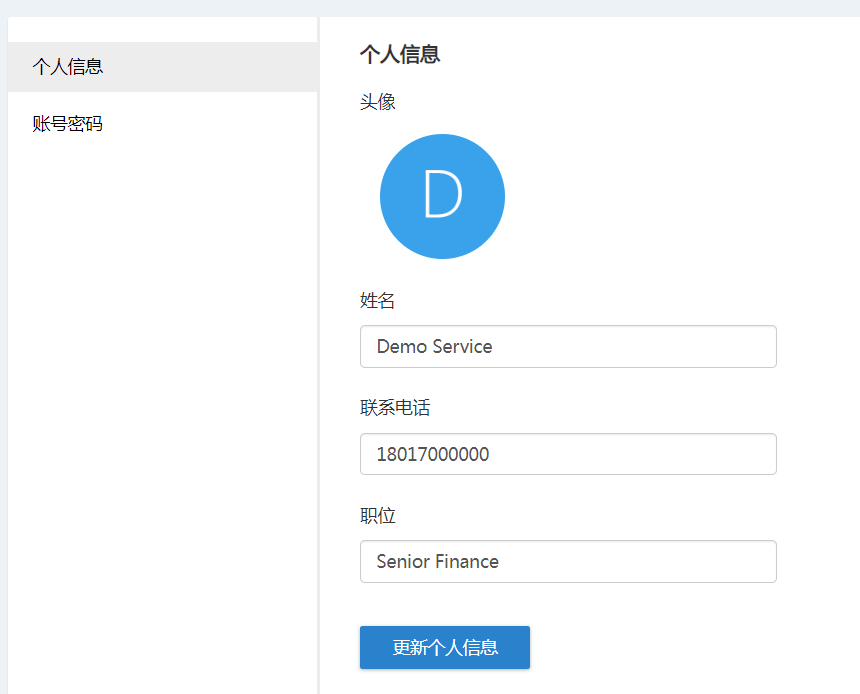 个人信息
账号密码
个人信息
头像
D
姓名
Demo Service
联系电话
18017000000
职位
Senior Finance
更新个人信息